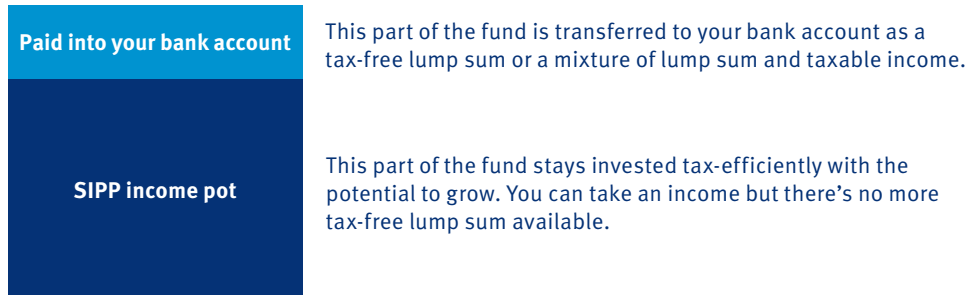 Paid into your bank account
This part of the fund is transferred to your bank account as a
tax-free lump sum or a mixture of lump sum and taxable income.
SIPP income pot
This part of the fund stays invested tax-efficiently with the
potential to grow. You can take an income but there’s no more
tax-free lump sum available.